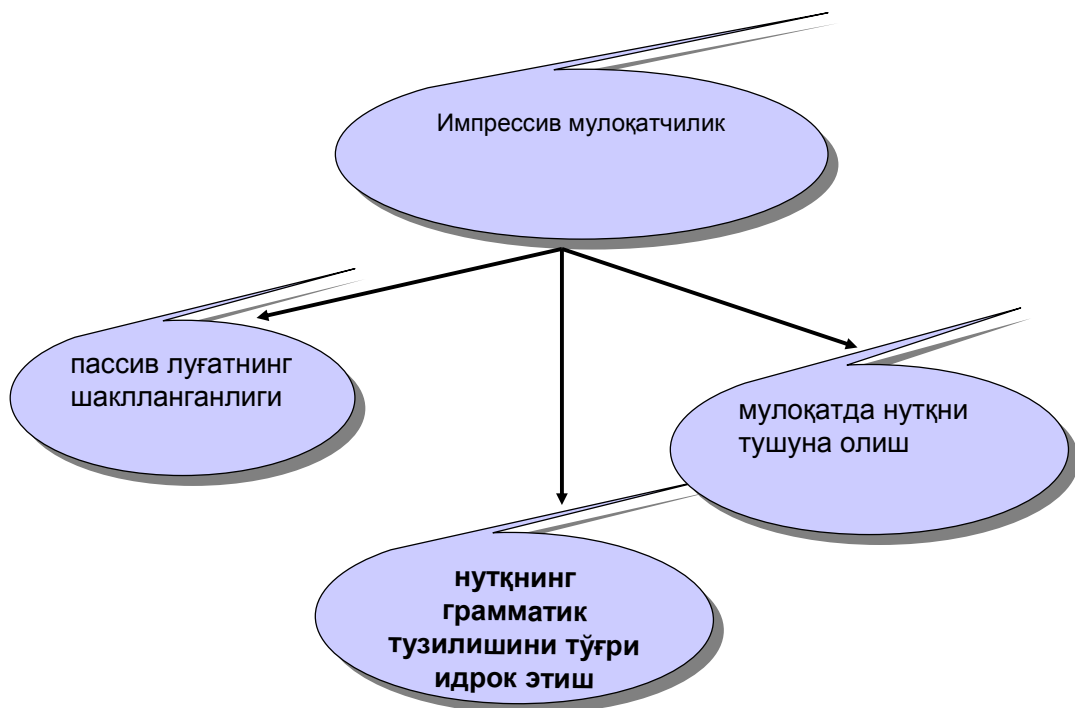 Импрессив мулоқатчилик
пассив луғатнинг
шаклланганлиги
мулоқатда нутқни
тушуна олиш
нутқнинг
грамматик
тузилишини тўғри
идрок этиш